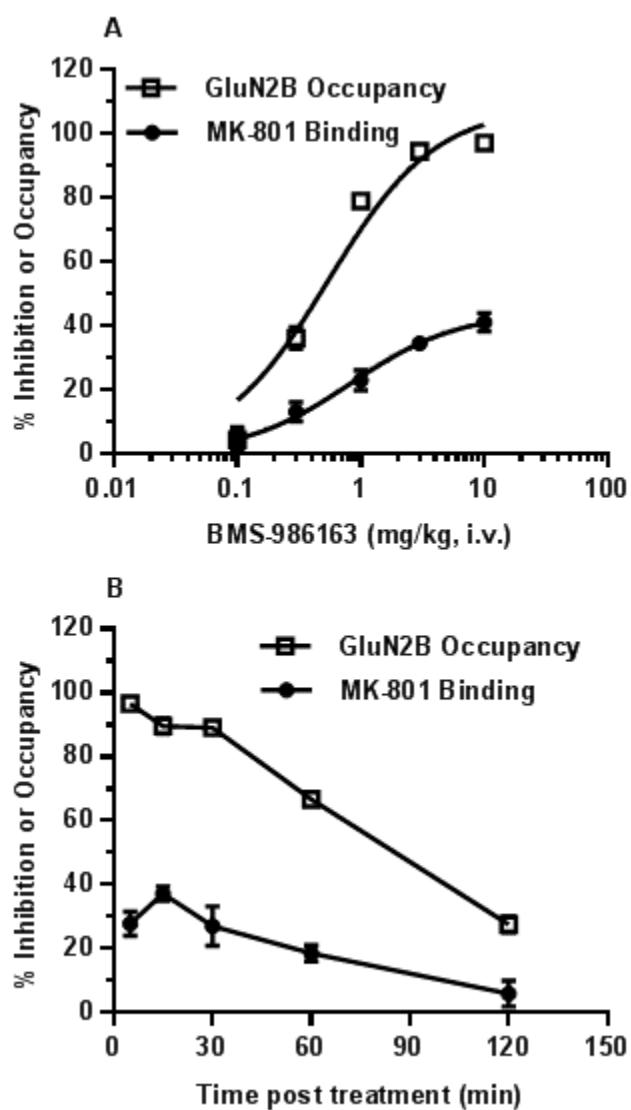 A
120
100
80
60
40
20
0
% Inhibition or Occupancy
GluN2B Occupancy
MK-801 Binding
0.01 0.1 1 10 100
BMS-986163 (mg/kg, i.v.)
B
120
100
80
60
40
20
0
% Inhibition or Occupancy
GluN2B Occupancy
MK-801 Binding
0 30 60 90 120 150
Time post treatment (min)